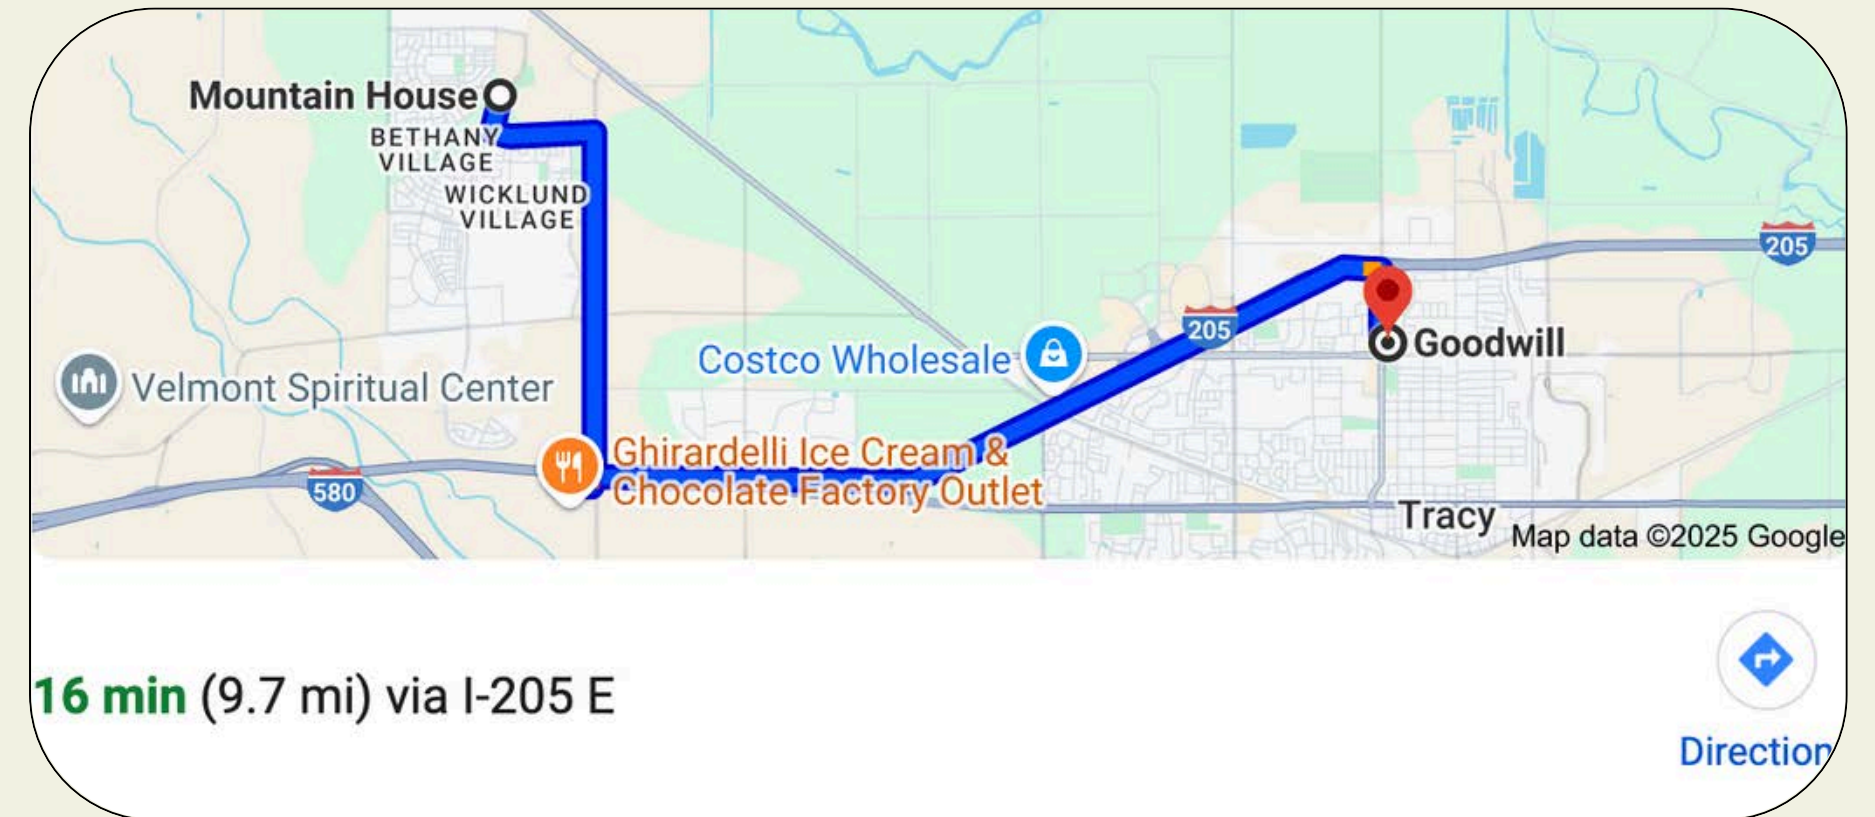 Mountain House
BETHANY
VILLAGE
WICKLUND
VILLAGE
205
205
Costco Wholesale
Goodwill
Velmont Spiritual Center
Ghirardelli Ice Cream &
Chocolate Factory Outlet
580
Tracy
Map data ©2025 Google
16 min (9.7 mi) via I-205 E
Direction